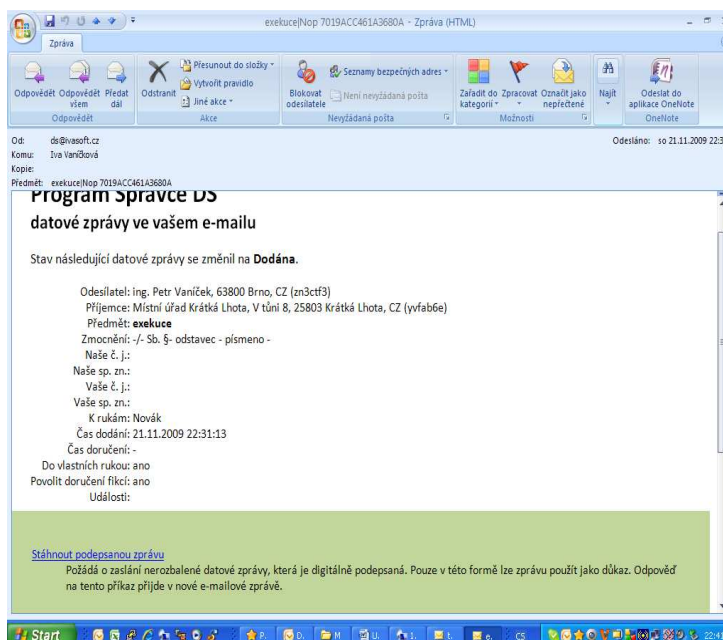 exekuce|Nop 7019ACC461A3680A - Zpráva (HTML)
Zpráva
Odpovědět Odpovědět všem Předat dál
Odpovědět
Odstranit
Přesunout do složky
Vytvořit pravidlo
Jiné akce
Akce
Blokovat odesilatele
Seznamy bezpečných adres
Není nevyžádaná pošta
Nevyžádaná pošta
Zařadit do kategorií Zpracovat Označit jako nepřečtené
Možnosti
Najít
Odeslat do aplikace OneNote
OneNote
Od: ds@ivasoft.cz
Odesláno: so 21.11.2009 22:3
Komu: Iva Vaníčková
Kopie:
Předmět: exekuce|Nop 7019ACC461A3680A
Program Správce DS
datové zprávy ve vašem e-mailu
Stav následující datové zprávy se změnil na Dodána.
Odesílatel: ing. Petr Vaníček, 63800 Brno, CZ (zn3ctf3)
Příjemce: Místní úřad Krátká Lhota, V tůni 8, 25803 Krátká Lhota, CZ (yvfab6e)
Předmět: exekuce
Zmocnění: -/- Sb. §- odstavec - písmeno -
Naše č. j.:
Naše sp. zn.:
Vaše č. j.:
Vaše sp. zn.:
K rukám: Novák
Čas dodání: 21.11.2009 22:31:13
Čas doručení: -
Do vlastních rukou: ano
Povolit doručení fikcí: ano
Události:
Stáhnout podepsanou zprávu
Požádá o zaslání nerozbalené datové zprávy, která je digitálně podepsaná. Pouze v této formě lze zprávu použít jako důkaz. Odpověď
na tento příkaz přijde v nové e-mailové zprávě.
Start